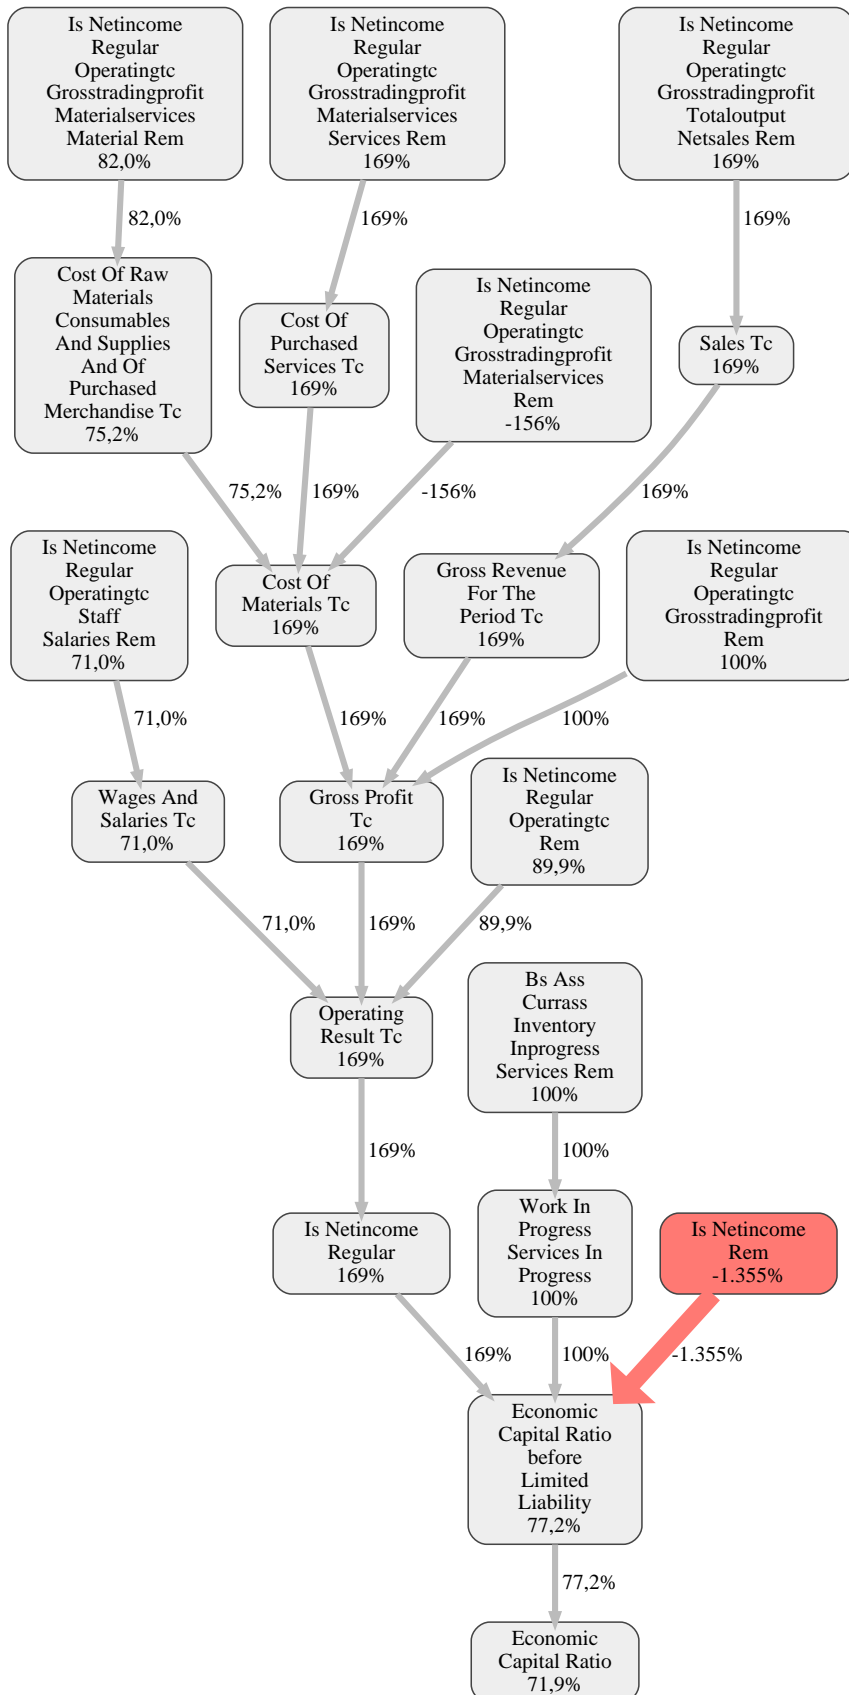 Is Netincome
Regular
Operatingtc
Grosstradingprofit
Materialservices
Material Rem
82,0%
Is Netincome
Regular
Operatingtc
Grosstradingprofit
Materialservices
Services Rem
169%
Is Netincome
Regular
Operatingtc
Grosstradingprofit
Totaloutput
Netsales Rem
169%
82,0%
169%
169%
Cost Of Raw
Materials
Consumables
And Supplies
And Of
Purchased
Merchandise Tc
75,2%
Cost Of
Purchased
Services Tc
169%
Is Netincome
Regular
Operatingtc
Grosstradingprofit
Materialservices
Rem
-156%
Sales Tc
169%
75,2%
169%
-156%
169%
Is Netincome
Regular
Operatingtc
Staff
Salaries Rem
71,0%
Cost Of
Materials Tc
169%
Gross Revenue
For The
Period Tc
169%
Is Netincome
Regular
Operatingtc
Grosstradingprofit
Rem
100%
71,0%
169%
169%
100%
Wages And
Salaries Tc
71,0%
Gross Profit
Tc
169%
Is Netincome
Regular
Operatingtc
Rem
89,9%
71,0%
169%
89,9%
Operating
Result Tc
169%
Bs Ass
Currass
Inventory
Inprogress
Services Rem
100%
169%
100%
Is Netincome
Regular
169%
Work In
Progress
Services In
Progress
100%
Is Netincome
Rem
-1.355%
169%
100%
-1.355%
Economic
Capital Ratio
before
Limited
Liability
77,2%
77,2%
Economic
Capital Ratio
71,9%